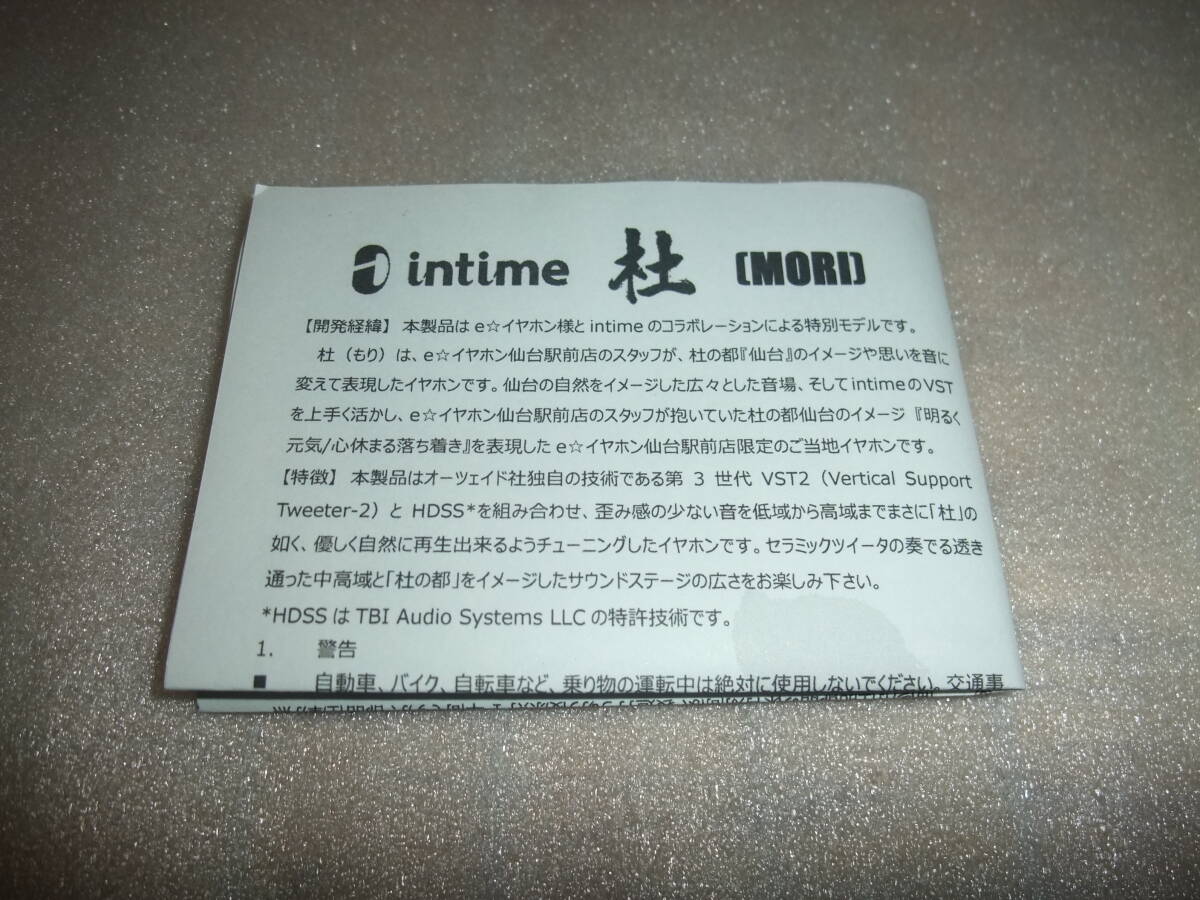 intime 杜 (MORI)
【開発経緯】 本製品は e☆イヤホン様と intime のコラボレーションによる特別モデルです。
杜（もり）は、e☆イヤホン仙台駅前店のスタッフが、杜の都『仙台』のイメージや思いを音に
変えて表現したイヤホンです。仙台の自然をイメージした広々とした音場、そして intime の VST
を上手く活かし、e☆イヤホン仙台駅前店のスタッフが抱いていた杜の都仙台のイメージ『明るく
元気/心休まる落ち着き』を表現した e☆イヤホン仙台駅前店限定のご当地イヤホンです。
【特徴】 本製品はオーツェイド社独自の技術である第 3 世代 VST2（Vertical Support
Tweeter-2）と HDSS*を組み合わせ、歪み感の少ない音を低域から高域までまさに「杜」の
如く、優しく自然に再生出来るようチューニングしたイヤホンです。セラミックツイータの奏でる透き
通った中高域と「杜の都」をイメージしたサウンドステージの広さをお楽しみ下さい。
*HDSS は TBI Audio Systems LLC の特許技術です。
1. 警告
■ 自動車、バイク、自転車など、乗り物の運転中は絶対に使用しないでください。交通事